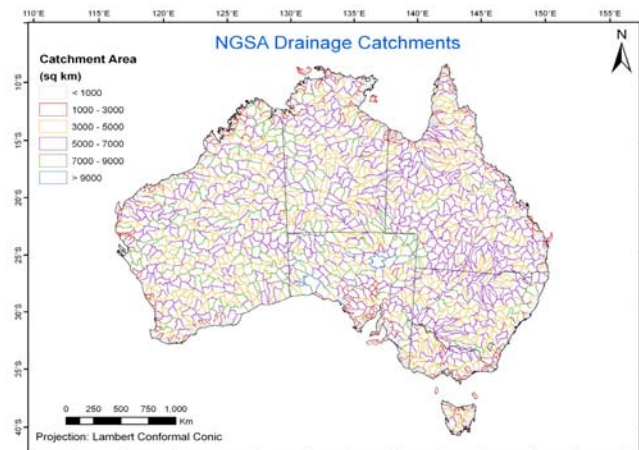 110°E 115°E 120°E 125°E 130°E 135°E 140°E 145°E 150°E 155°E
NGSA Drainage Catchments
N
Catchment Area
(sq km)
< 1000
1000 - 3000
3000 - 5000
5000 - 7000
7000 - 9000
> 9000
10°S
15°S
20°S
25°S
30°S
35°S
40°S
0 250 500 750 1,000
Km
Projection: Lambert Conformal Conic